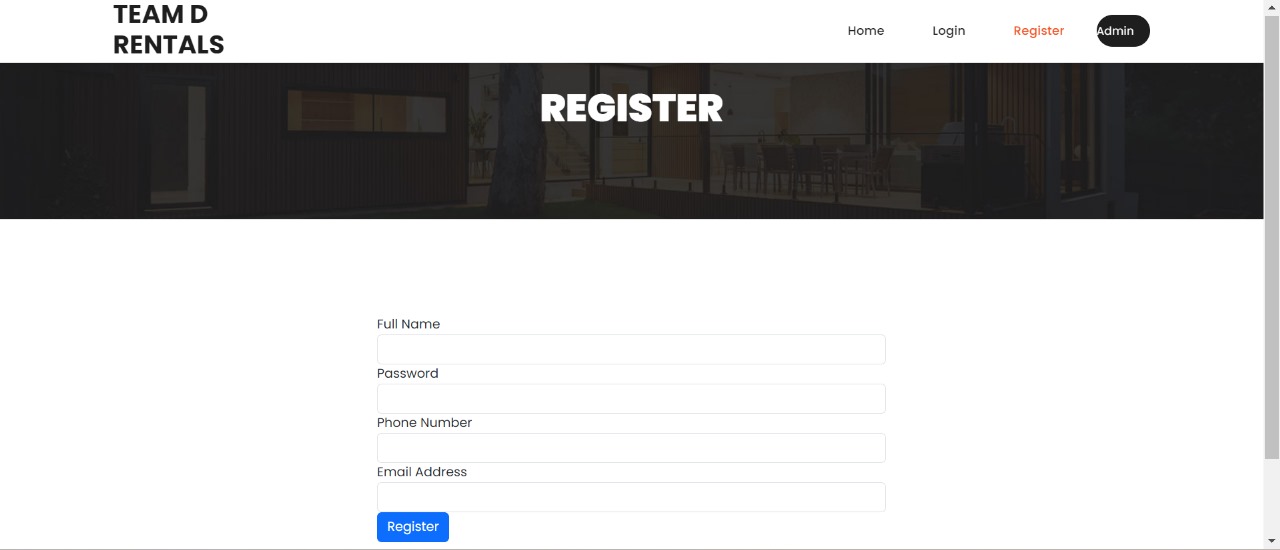 TEAM D
RENTALS
Home
Login
Register
Admin
REGISTER
Full Name
Password
Phone Number
Email Address
Register